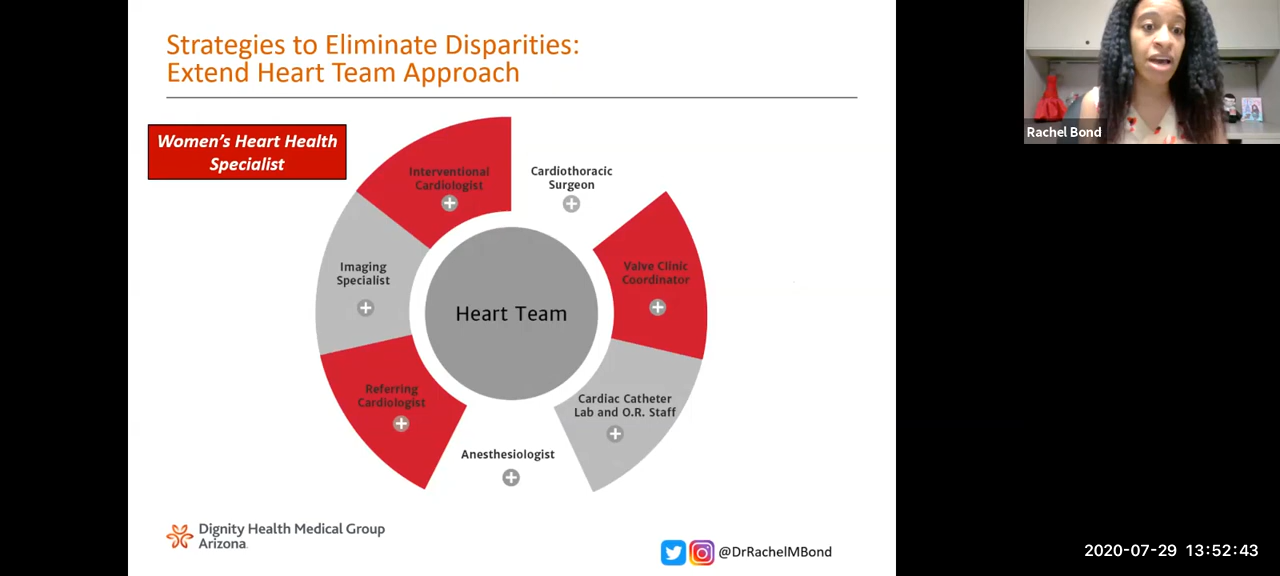 Strategies to Eliminate Disparities:
Extend Heart Team Approach
Women's Heart Health
Specialist
Interventional
Cardiologist
Cardiothoracic
Surgeon
Imaging
Specialist
Valve Clinic
Coordinator
Heart Team
Referring
Cardiologist
Cardiac Catheter
Lab and O.R. Staff
Anesthesiologist
Dignity Health Medical Group
Arizona.
@DrRachelMBond
Rachel Bond
2020-07-29 13:52:43